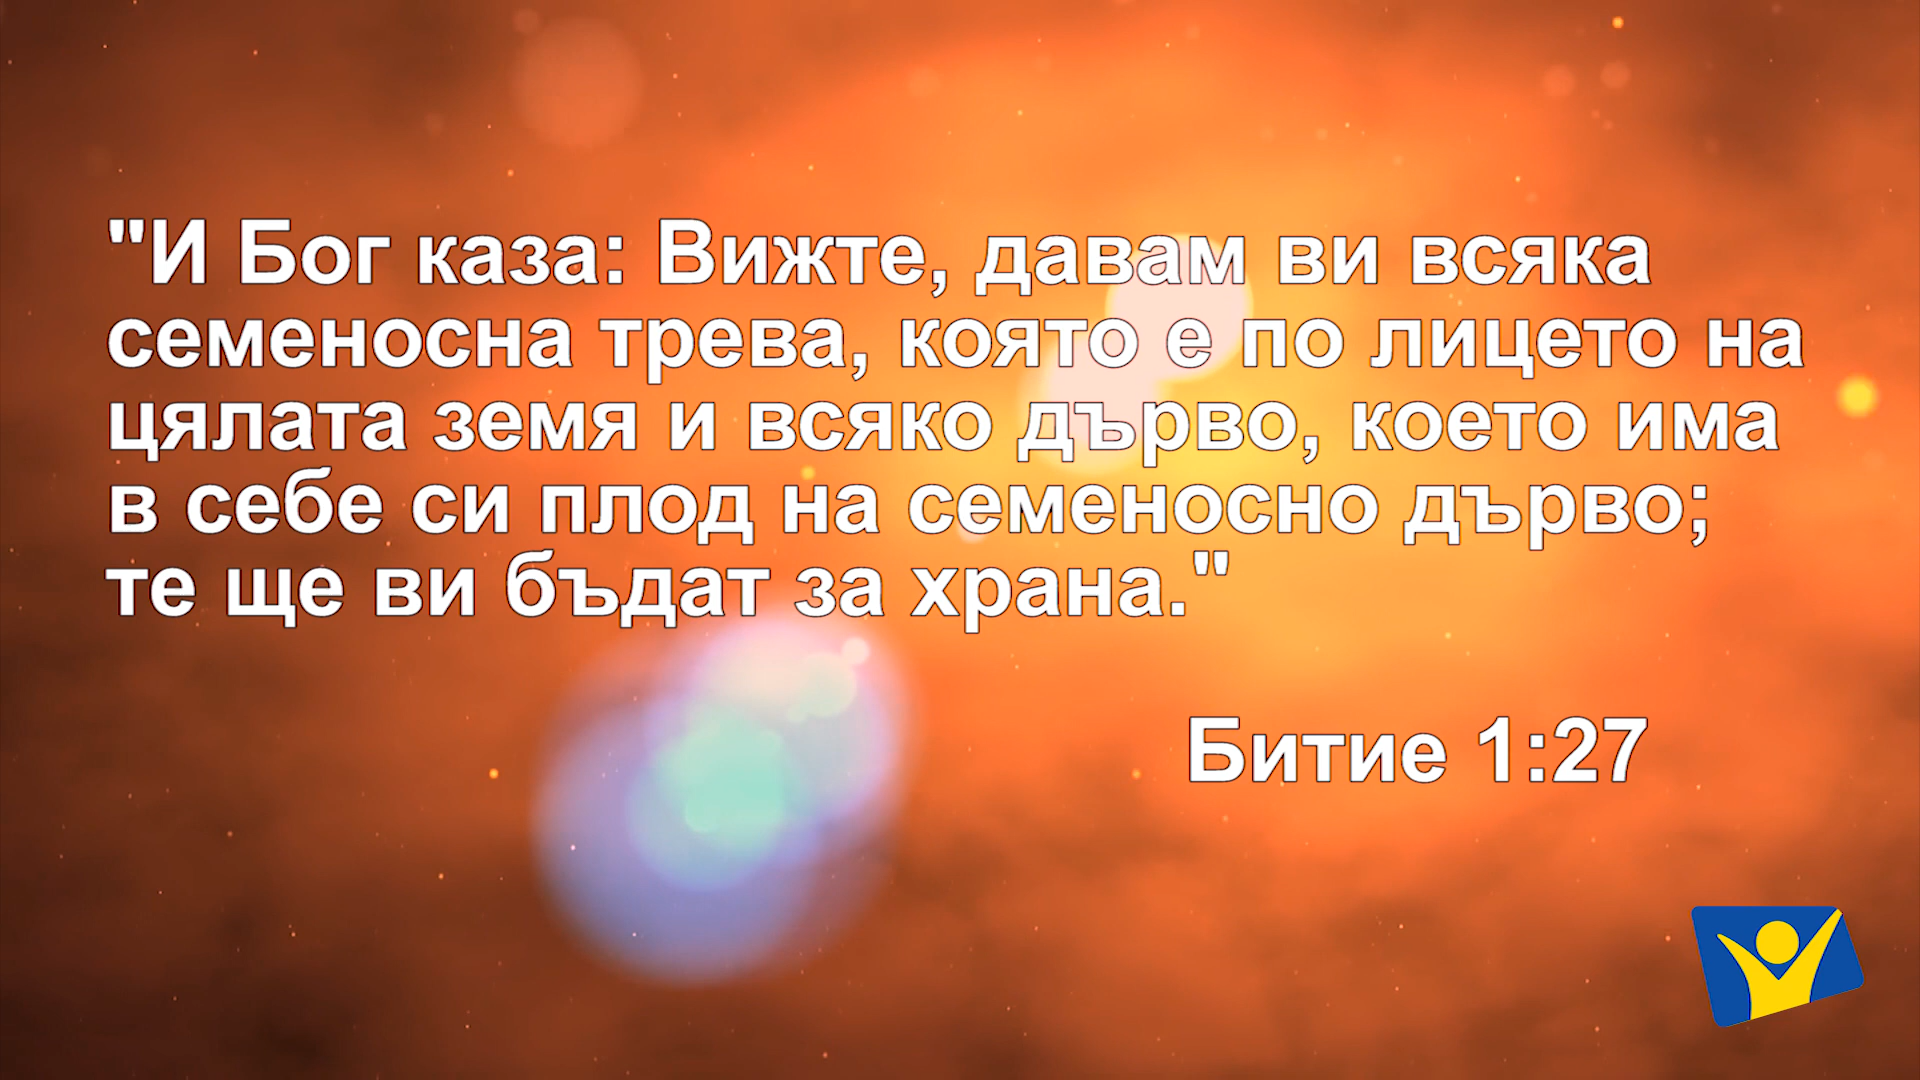 "И Бог каза: Вижте, давам ви всяка
семеносна трева, която е по лицето на
цялата земя и всяко дърво, което има
в себе си плод на семеносно дърво;
те ще ви бъдат за храна."
Битие 1:27